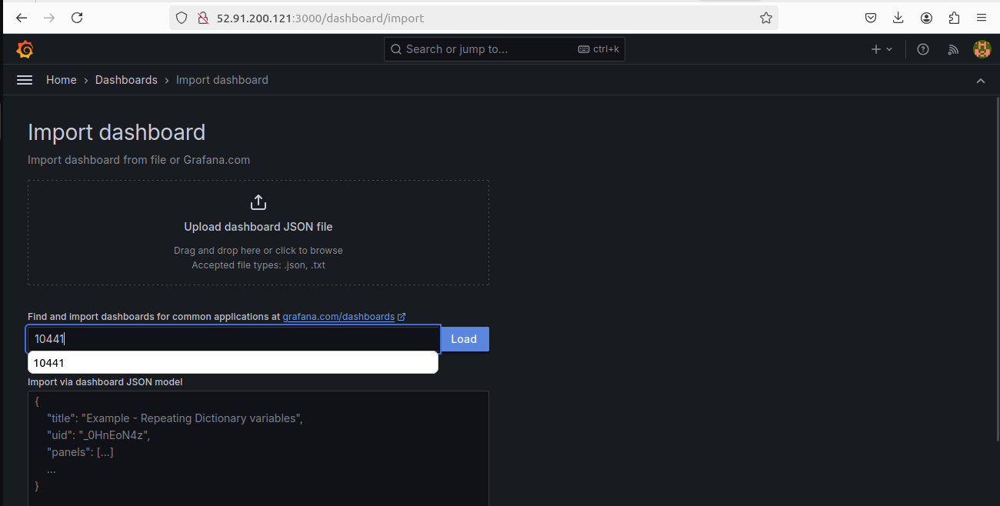 52.91.200.121:3000/dashboard/import
Search or jump to...
ctrl+k
Home › Dashboards › Import dashboard
Import dashboard
Import dashboard from file or Grafana.com
Upload dashboard JSON file
Drag and drop here or click to browse
Accepted file types: .json, .txt
Find and import dashboards for common applications at grafana.com/dashboards
10441
Load
10441
Import via dashboard JSON model
{
"title": "Example - Repeating Dictionary variables",
"uid": "_0HnEoN4z",
"panels": [...]
...
}